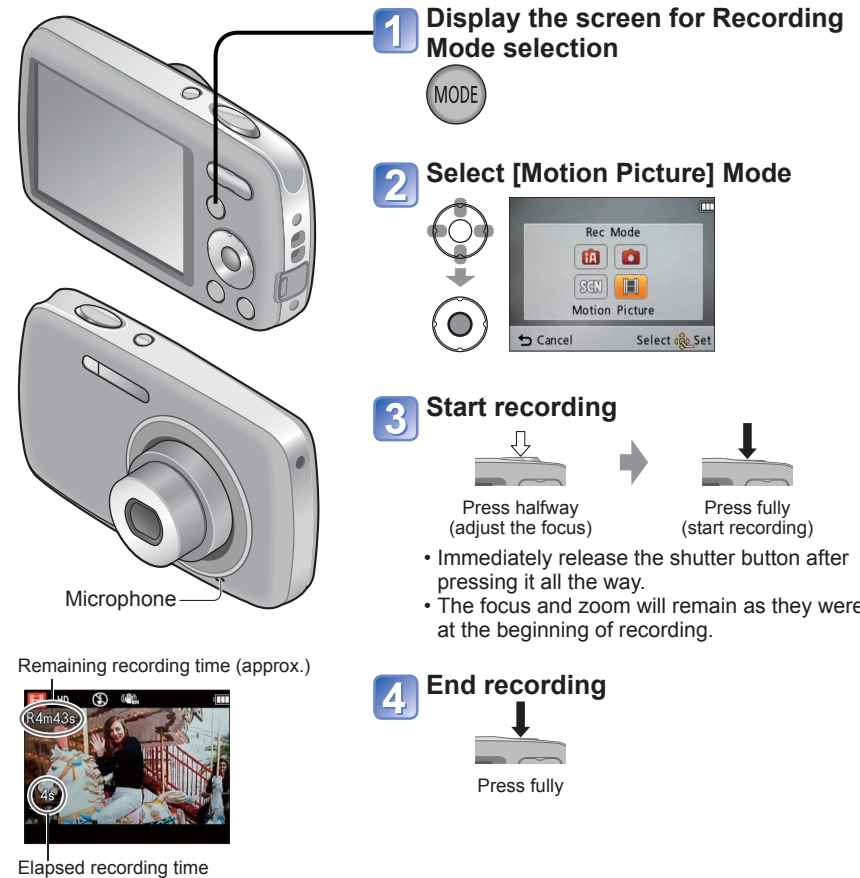 1
Display the screen for Recording
Mode selection
MODE
2
Select [Motion Picture] Mode
Rec Mode
iA
SCN
Motion Picture
Cancel
Select
Set
3
Start recording
Press halfway
(adjust the focus)
Press fully
(start recording)
• Immediately release the shutter button after
pressing it all the way.
• The focus and zoom will remain as they were
at the beginning of recording.
4
End recording
Press fully
Microphone
Remaining recording time (approx.)
HD
R4m43s
4s
Elapsed recording time